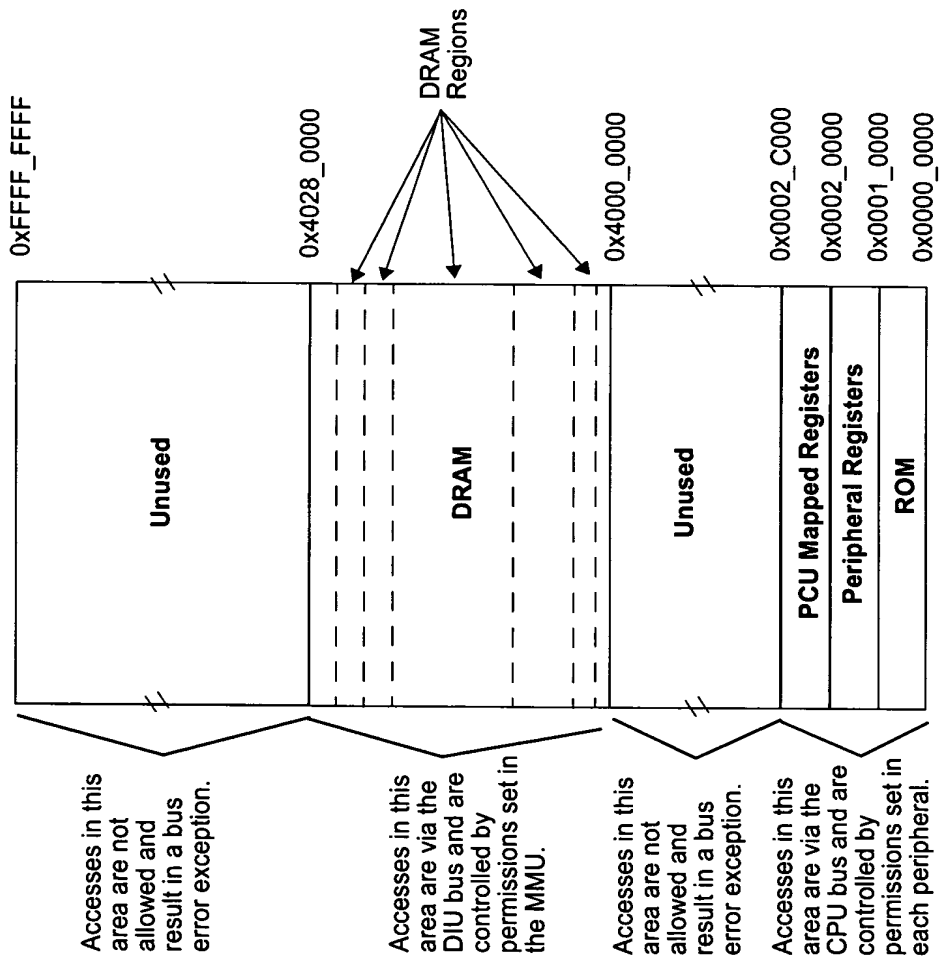 Accesses in this
area are not
allowed and
result in a bus
error exception.
Unused
0xFFFF_FFFF
Accesses in this
area are via the
DIU bus and are
controlled by
permissions set in
the MMU.
DRAM
0x4028_0000
DRAM
Regions
Accesses in this
area are not
allowed and
result in a bus
error exception.
Unused
0x4000_0000
Accesses in this
area are via the
CPU bus and are
controlled by
permissions set in
each peripheral.
PCU Mapped Registers
0x0002_C000
Peripheral Registers
0x0002_0000
ROM
0x0001_0000
0x0000_0000